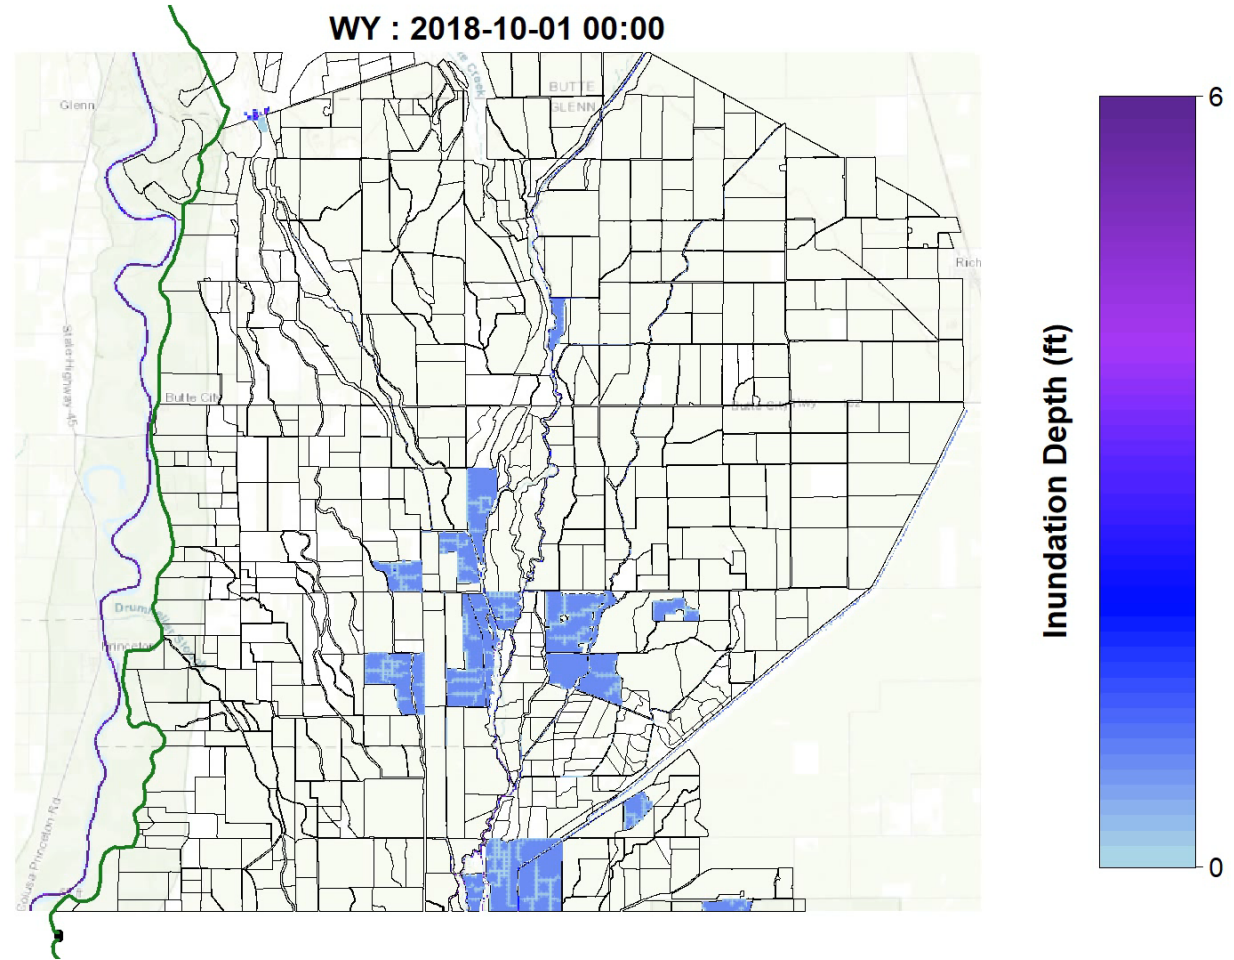 WY : 2018-10-01 00:00
Creek
BUTTE
GLENN
Glenn
Rich
State Highway 45
Butte City
Butte City Hwy
Princeton
Colusa Princeton Rd
6
Inundation Depth (ft)
0